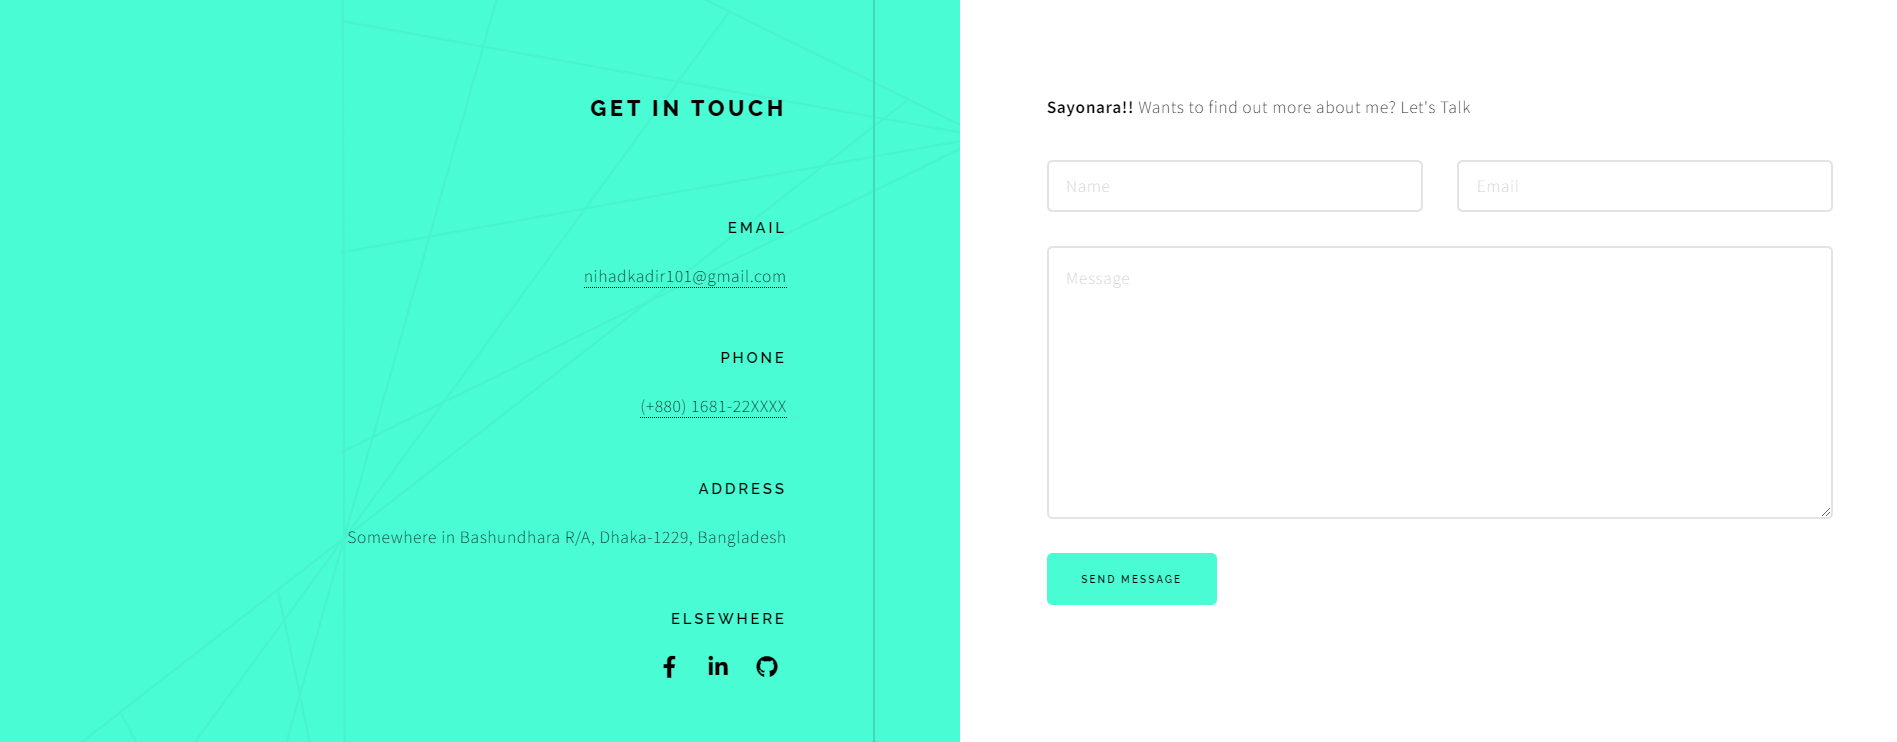 GET IN TOUCH
EMAIL
nihadkadir101@gmail.com
PHONE
(+880) 1681-22XXXX
ADDRESS
Somewhere in Bashundhara R/A, Dhaka-1229, Bangladesh
ELSEWHERE
Sayonara!! Wants to find out more about me? Let's Talk
Name
Email
Message
SEND MESSAGE